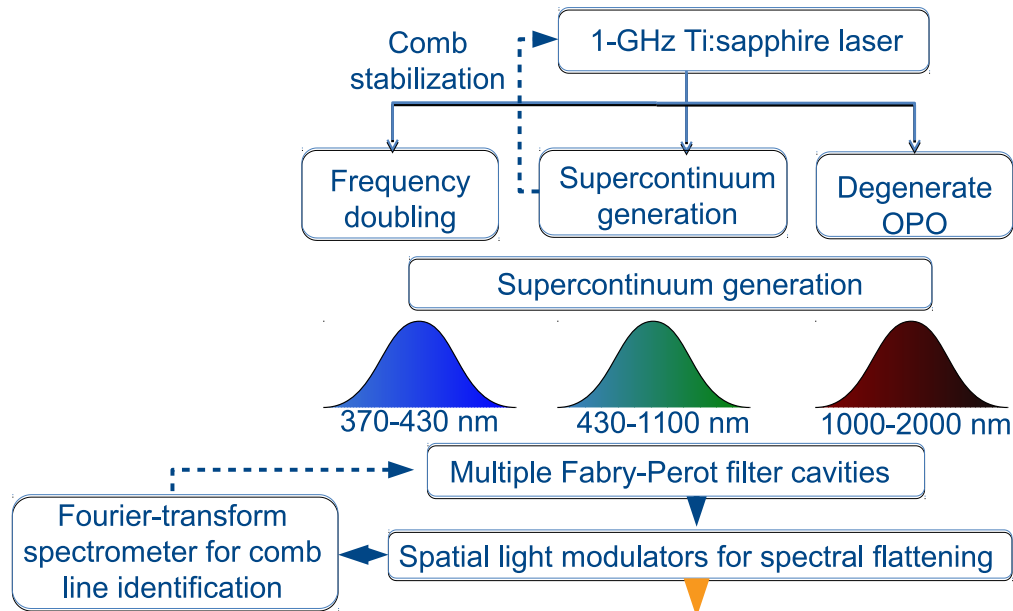 Comb
stabilization
1-GHz Ti:sapphire laser
Frequency
doubling
Supercontinuum
generation
Degenerate
OPO
Supercontinuum generation
370-430 nm
430-1100 nm
1000-2000 nm
Multiple Fabry-Perot filter cavities
Fourier-transform
spectrometer for comb
line identification
Spatial light modulators for spectral flattening